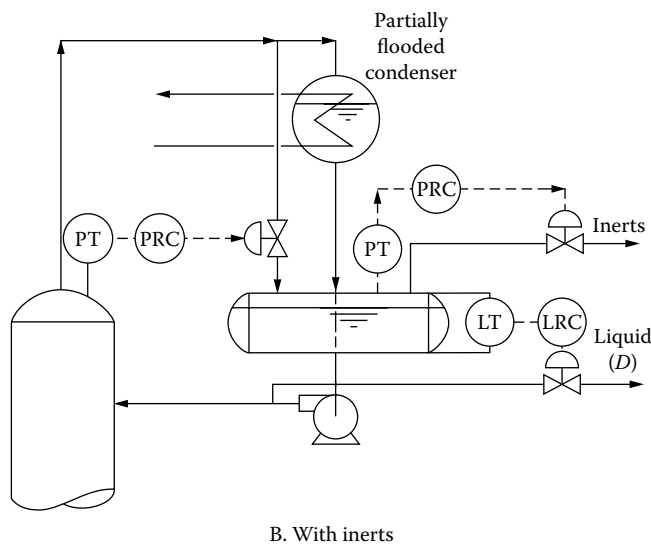 Partially
flooded
condenser
PRC
PT
PRC
PT
Inerts
LT
LRC
Liquid
(D)
B. With inerts